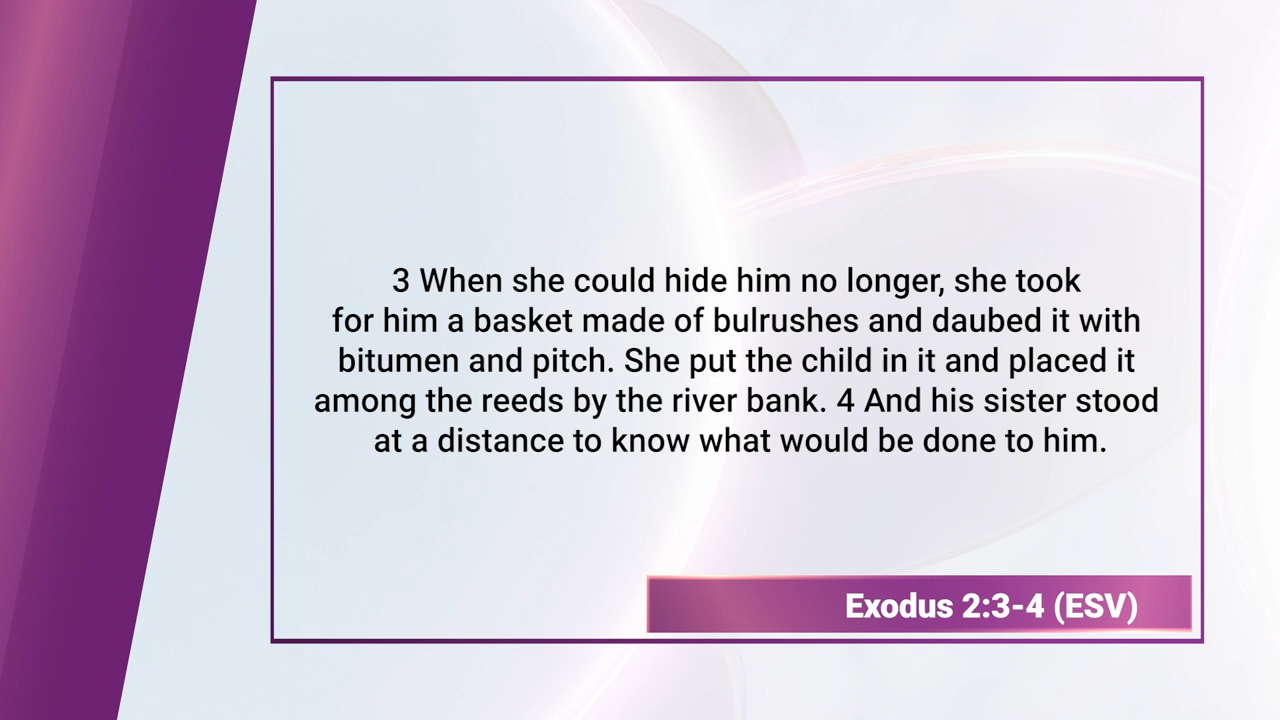 3 When she could hide him no longer, she took
for him a basket made of bulrushes and daubed it with
bitumen and pitch. She put the child in it and placed it
among the reeds by the river bank. 4 And his sister stood
at a distance to know what would be done to him.
Exodus 2:3-4 (ESV)